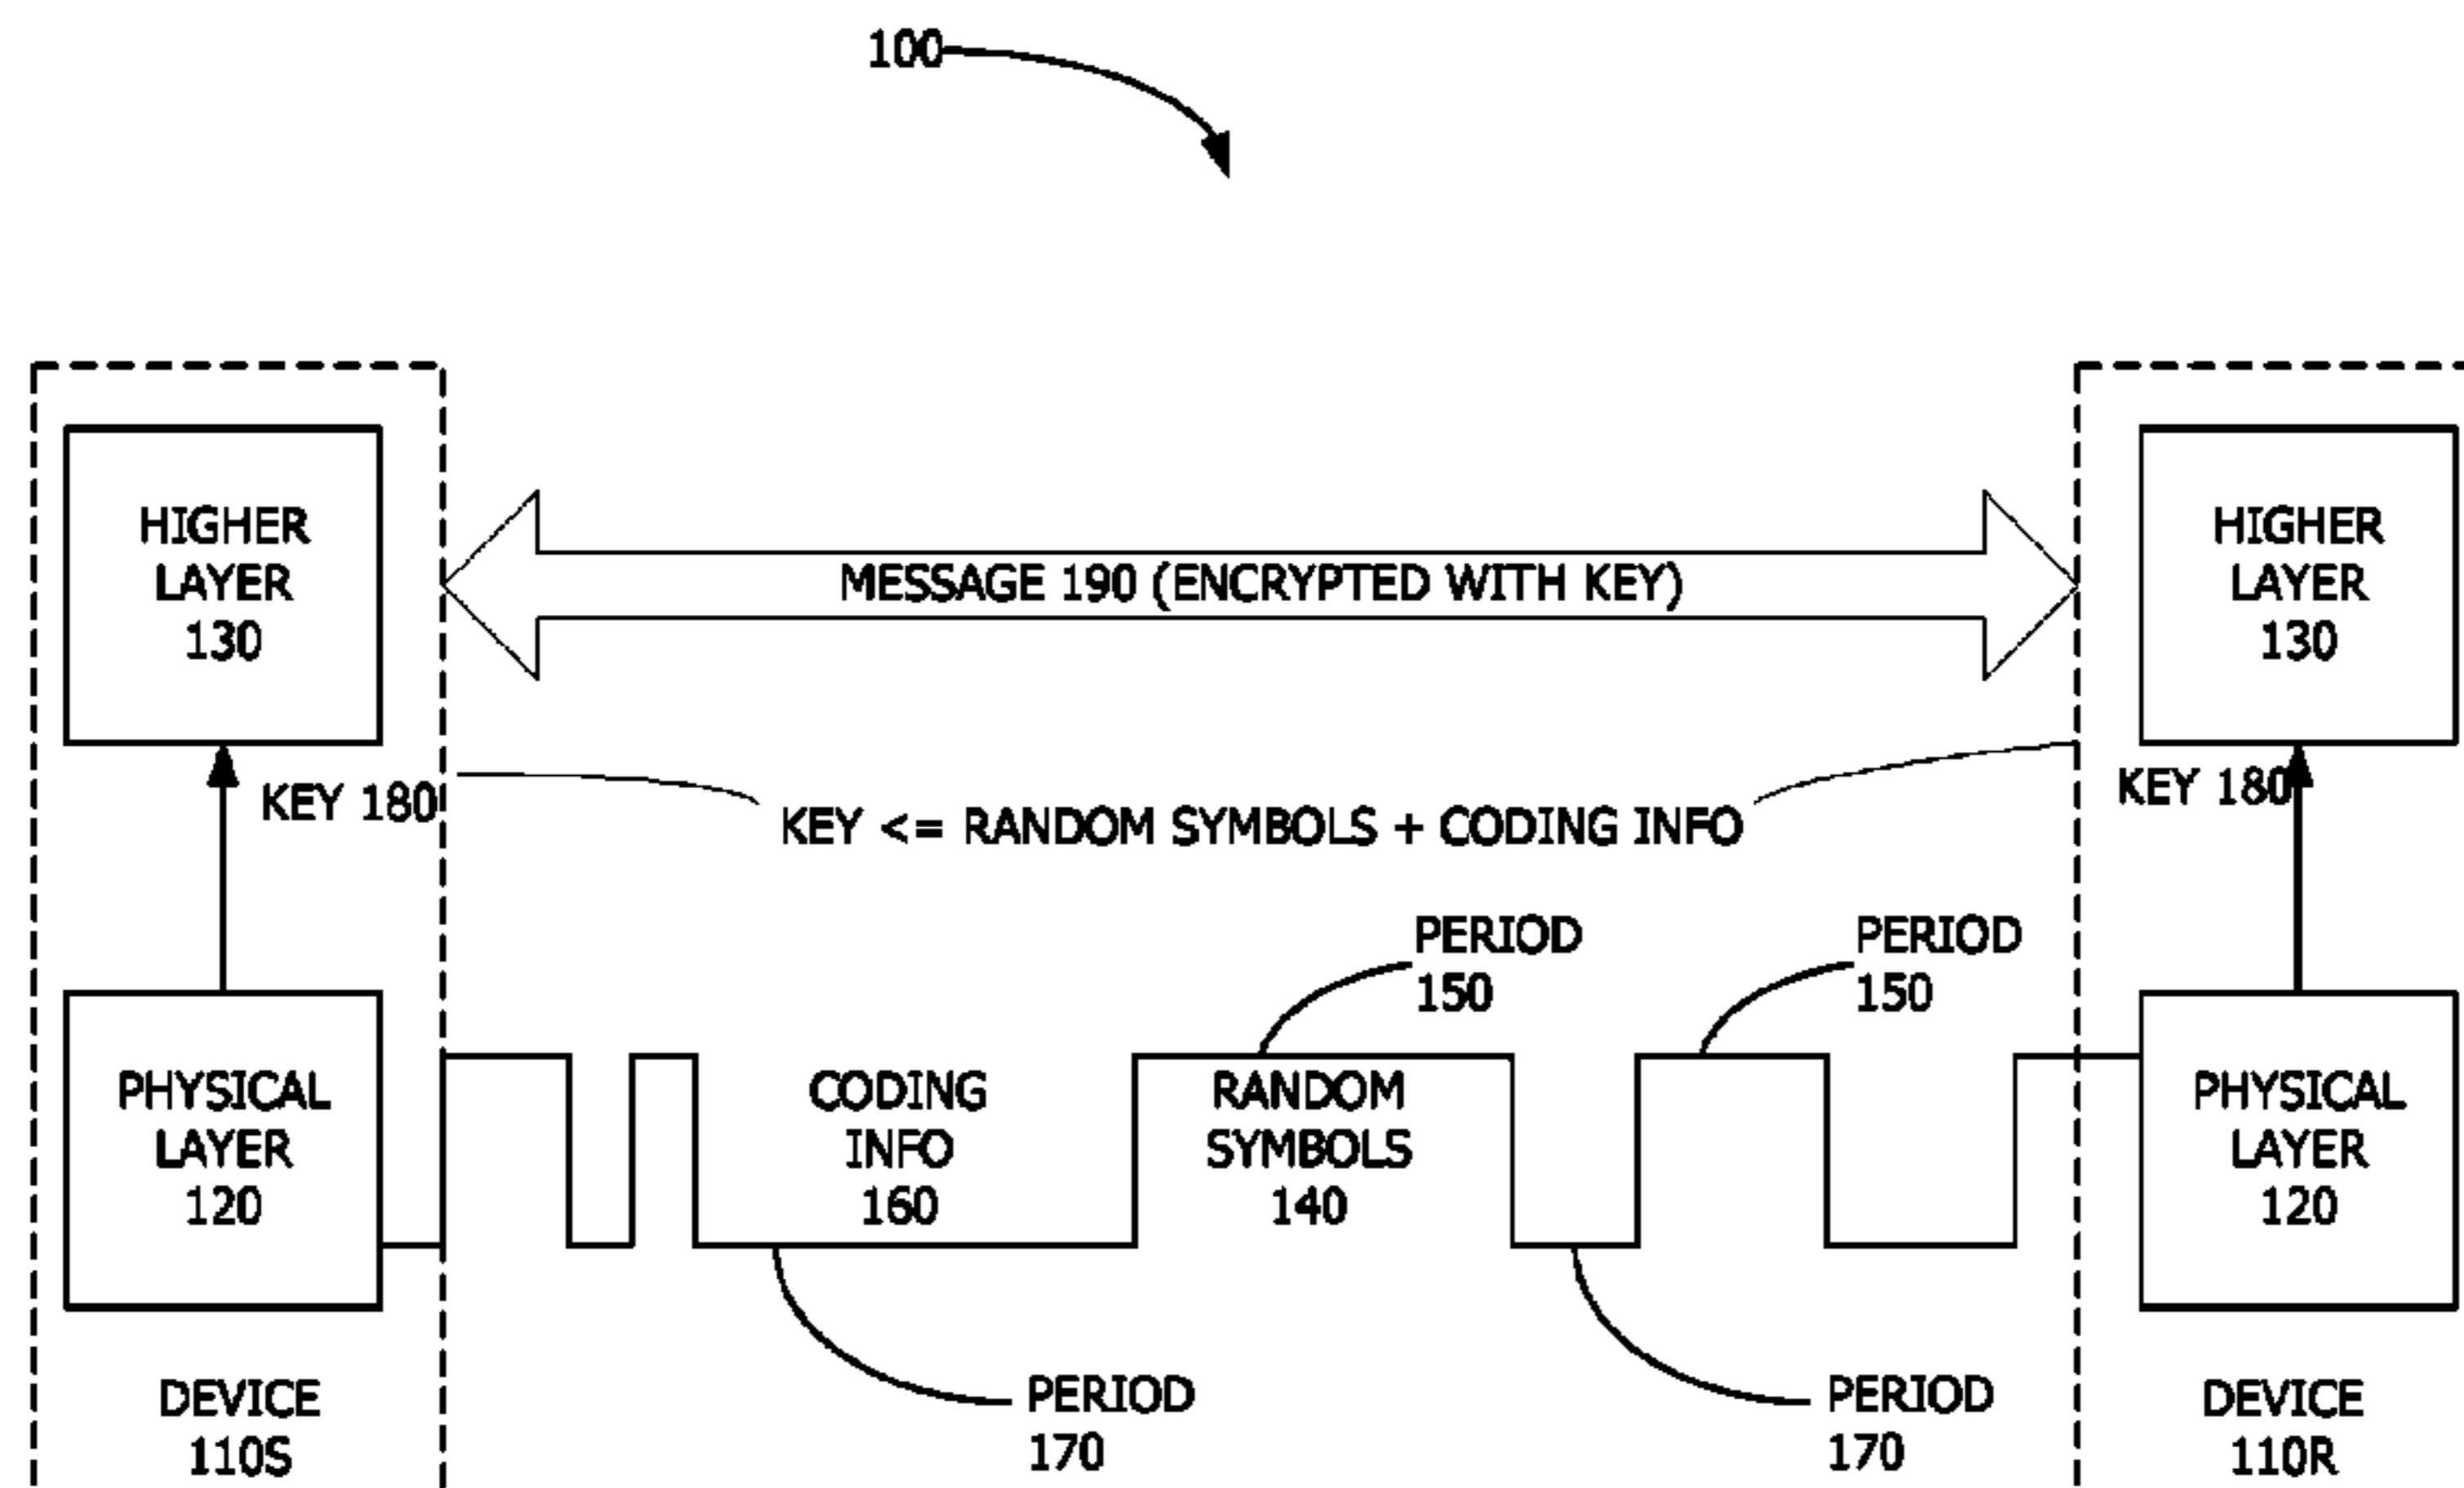 100
HIGHER
LAYER
130
MESSAGE 190 (ENCRYPTED WITH KEY)
HIGHER
LAYER
130
KEY 180
KEY <= RANDOM SYMBOLS + CODING INFO
KEY 180
PERIOD
150
PERIOD
150
PHYSICAL
LAYER
120
CODING
INFO
160
RANDOM
SYMBOLS
140
PHYSICAL
LAYER
120
DEVICE
110S
PERIOD
170
PERIOD
170
DEVICE
110R